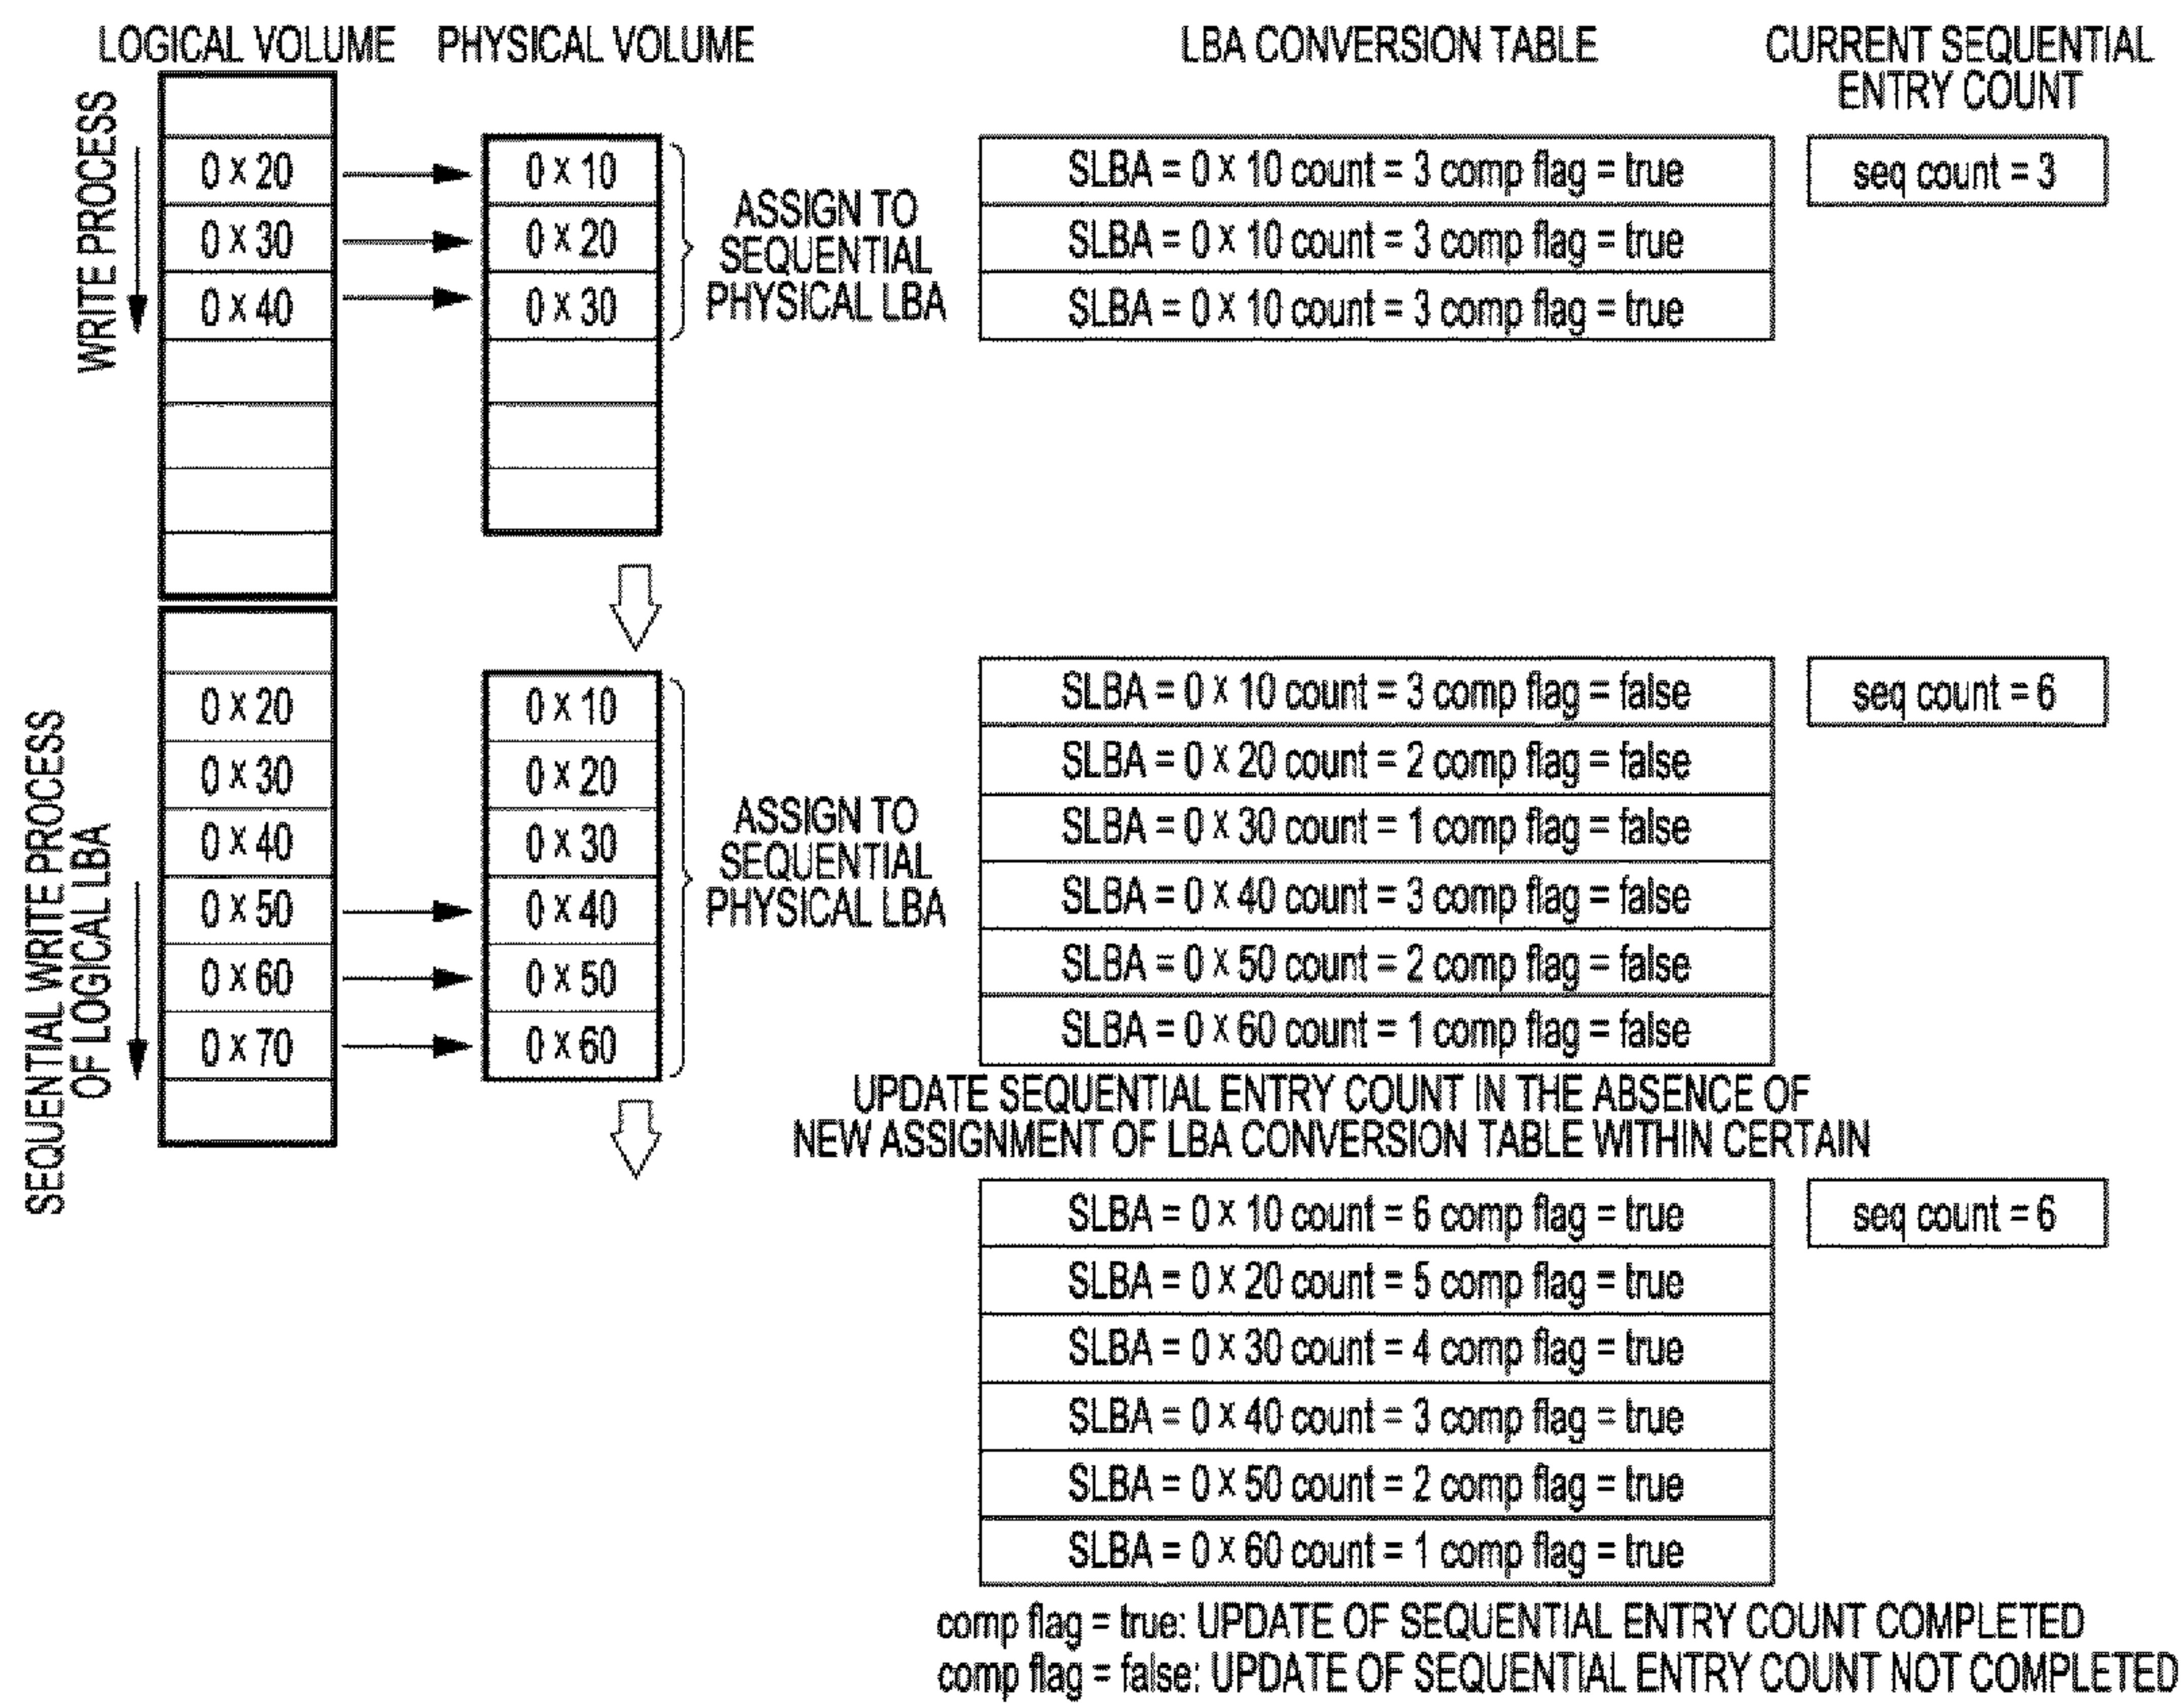 LOGICAL VOLUME
PHYSICAL VOLUME
LBA CONVERSION TABLE
CURRENT SEQUENTIAL
ENTRY COUNT
WRITE PROCESS
0 × 20
0 × 30
0 × 40
0 × 10
0 × 20
0 × 30
ASSIGN TO
SEQUENTIAL
PHYSICAL LBA
SLBA = 0 × 10 count = 3 comp flag = true
SLBA = 0 × 10 count = 3 comp flag = true
SLBA = 0 × 10 count = 3 comp flag = true
seq count = 3
SEQUENTIAL WRITE PROCESS
OF LOGICAL LBA
0 × 20
0 × 30
0 × 40
0 × 50
0 × 60
0 × 70
0 × 10
0 × 20
0 × 30
0 × 40
0 × 50
0 × 60
ASSIGN TO
SEQUENTIAL
PHYSICAL LBA
SLBA = 0 × 10 count = 3 comp flag = false
SLBA = 0 × 20 count = 2 comp flag = false
SLBA = 0 × 30 count = 1 comp flag = false
SLBA = 0 × 40 count = 3 comp flag = false
SLBA = 0 × 50 count = 2 comp flag = false
SLBA = 0 × 60 count = 1 comp flag = false
seq count = 6
UPDATE SEQUENTIAL ENTRY COUNT IN THE ABSENCE OF
NEW ASSIGNMENT OF LBA CONVERSION TABLE WITHIN CERTAIN
SLBA = 0 × 10 count = 6 comp flag = true
SLBA = 0 × 20 count = 5 comp flag = true
SLBA = 0 × 30 count = 4 comp flag = true
SLBA = 0 × 40 count = 3 comp flag = true
SLBA = 0 × 50 count = 2 comp flag = true
SLBA = 0 × 60 count = 1 comp flag = true
seq count = 6
comp flag = true: UPDATE OF SEQUENTIAL ENTRY COUNT COMPLETED
comp flag = false: UPDATE OF SEQUENTIAL ENTRY COUNT NOT COMPLETED